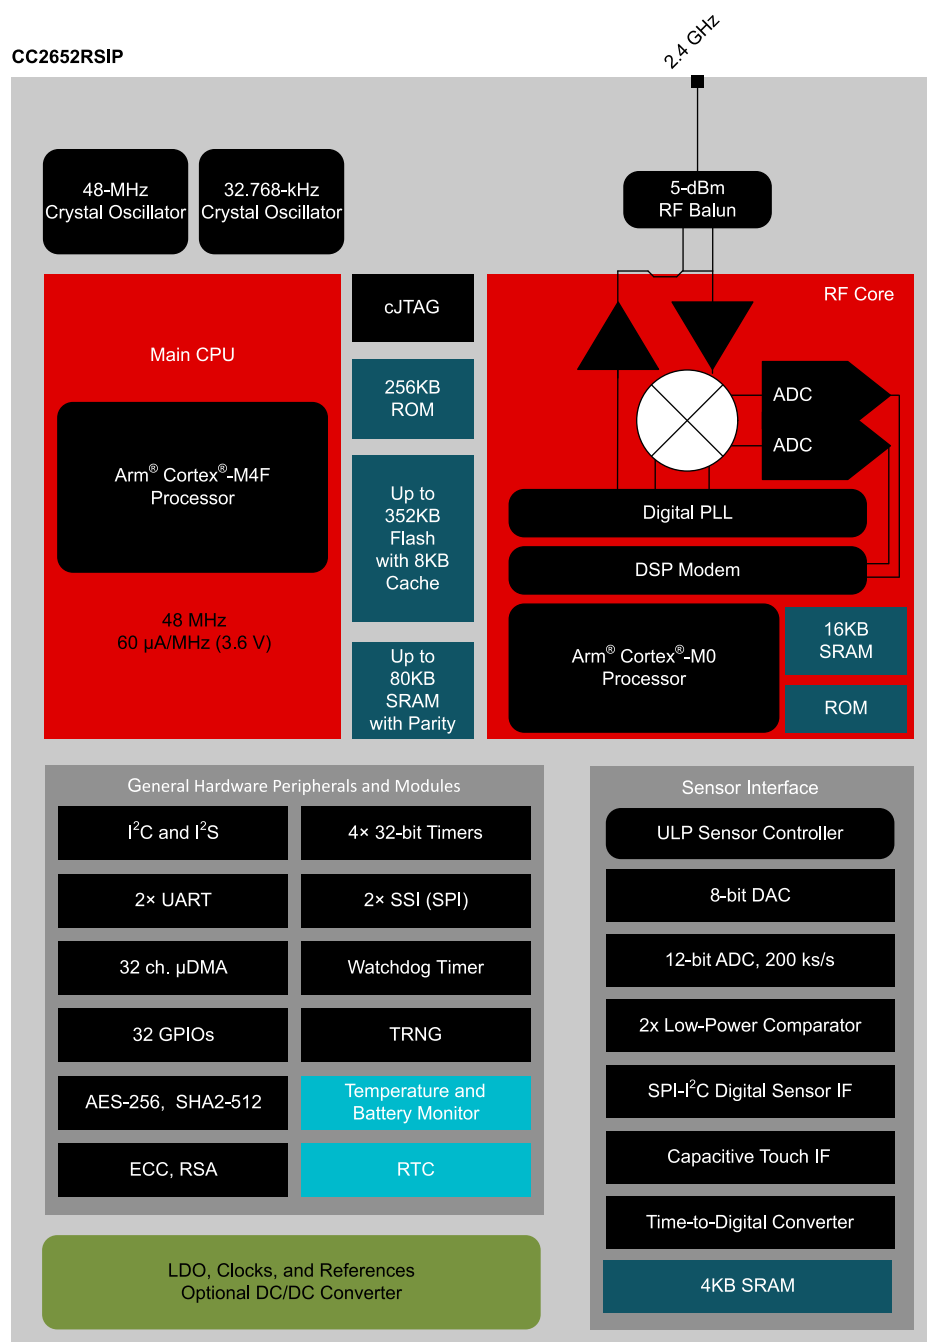 2.4 GHz
CC2652RSIP
48-MHz
Crystal Oscillator
32.768-kHz
Crystal Oscillator
5-dBm
RF Balun
Main CPU
Arm® Cortex®-M4F
Processor
48 MHz
60 µA/MHz (3.6 V)
cJTAG
256KB
ROM
Up to
352KB
Flash
with 8KB
Cache
Up to
80KB
SRAM
with Parity
RF Core
ADC
ADC
Digital PLL
DSP Modem
Arm® Cortex®-M0
Processor
16KB
SRAM
ROM
General Hardware Peripherals and Modules
I²C and I²S
4× 32-bit Timers
2× UART
2× SSI (SPI)
32 ch. µDMA
Watchdog Timer
32 GPIOs
TRNG
AES-256, SHA2-512
Temperature and
Battery Monitor
ECC, RSA
RTC
LDO, Clocks, and References
Optional DC/DC Converter
Sensor Interface
ULP Sensor Controller
8-bit DAC
12-bit ADC, 200 ks/s
2x Low-Power Comparator
SPI-I²C Digital Sensor IF
Capacitive Touch IF
Time-to-Digital Converter
4KB SRAM